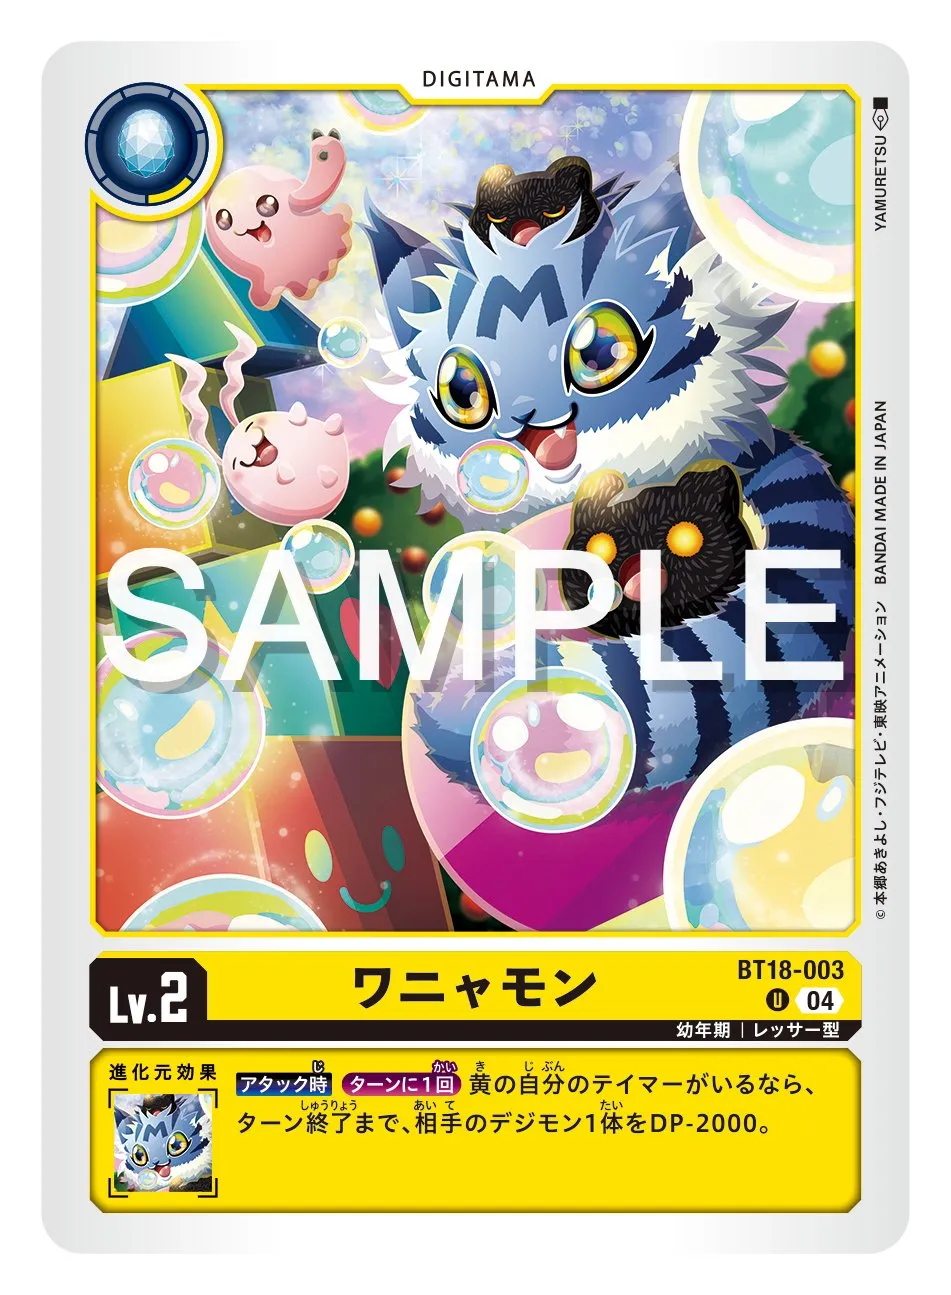 DIGITAMA
YAMURETSU
BANDAI MADE IN JAPAN
© 本郷あきよし・フジテレビ・東映アニメーション
M
SAMPLE
Lv.2
ワニャモン
BT18-003
U 04
幼年期 | レッサー型
進化元効果
アタック時 ターンに1回 黄の自分のテイマーがいるなら、
ターン終了まで、相手のデジモン1体をDP-2000。